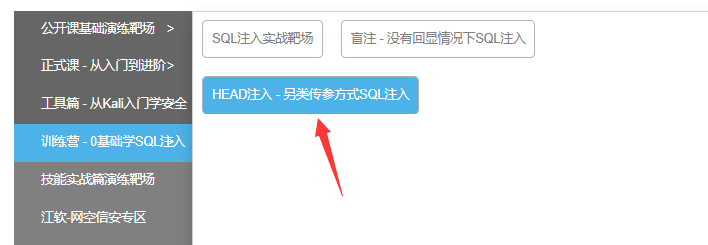 公开课基础演练靶场 >
正式课 - 从入门到进阶>
工具篇 - 从Kali入门学安全
训练营 - 0基础学SQL注入
技能实战篇演练靶场
江软-网空信安专区
SQL注入实战靶场
盲注 - 没有回显情况下SQL注入
HEAD注入 - 另类传参方式SQL注入